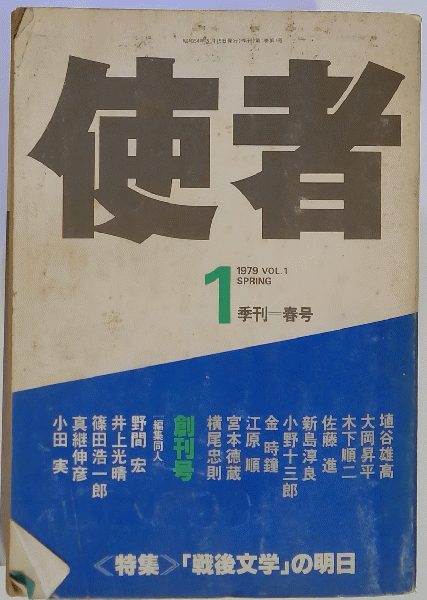 使者
1
1979 VOL.1
SPRING
季刊=春号
埴谷雄高
大岡昇平
木下順二
佐藤 進
新島淳良
小野十三郎
金 時鐘
江原 順
宮本徳蔵
横尾忠則
創刊号
[編集同人]
野間 宏
井上光晴
篠田浩一郎
真継伸彦
小田 実
〈特集〉「戦後文学」の明日